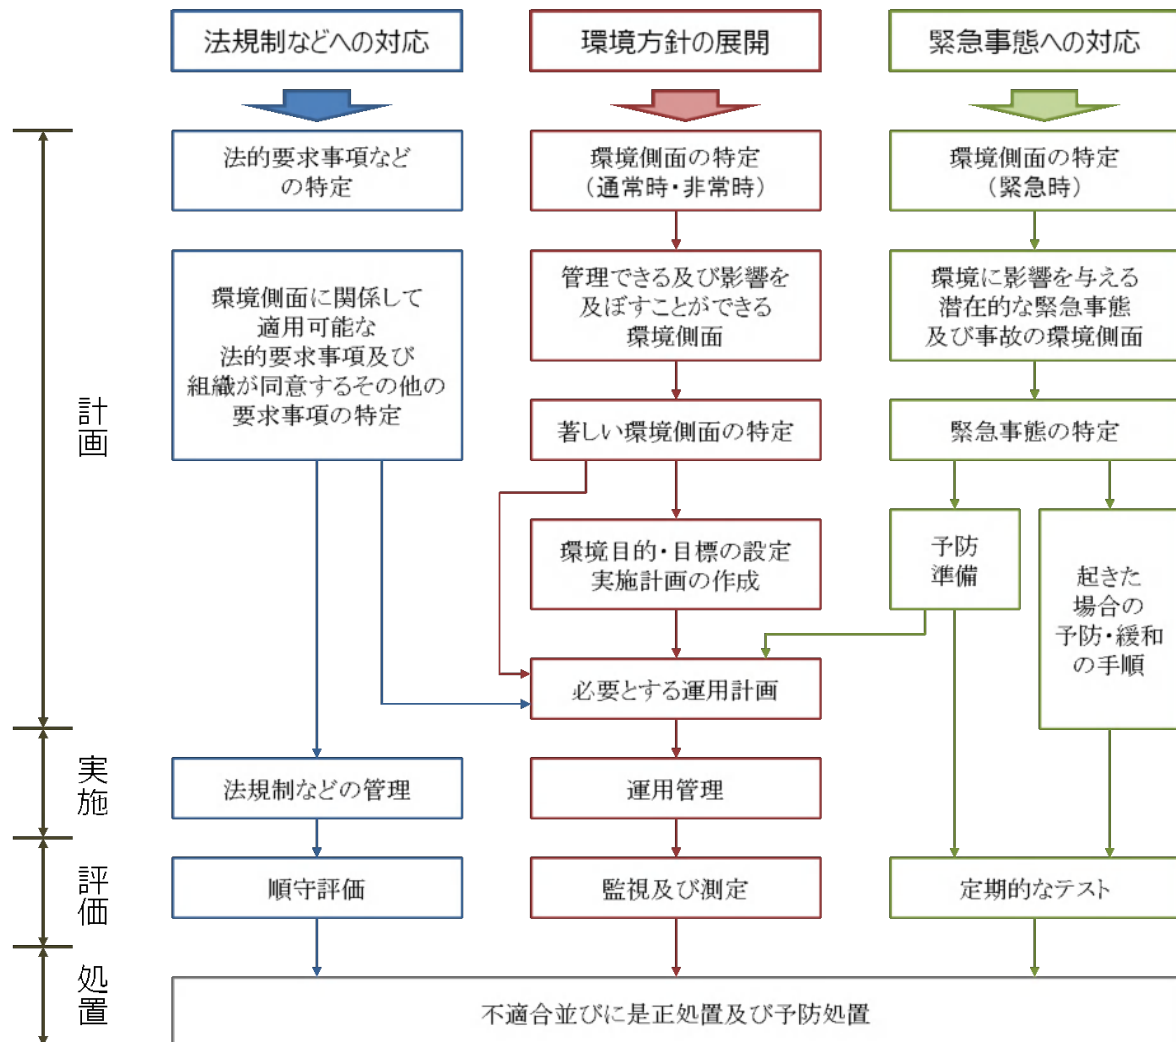 法規制などへの対応
環境方針の展開
緊急事態への対応
法的要求事項など
の特定
環境側面の特定
（通常時・非常時）
環境側面の特定
（緊急時）
環境側面に関係して
適用可能な
法的要求事項及び
組織が同意するその他の
要求事項の特定
管理できる及び影響を
及ぼすことができる
環境側面
環境に影響を与える
潜在的な緊急事態
及び事故の環境側面
計画
著しい環境側面の特定
緊急事態の特定
環境目的・目標の設定
実施計画の作成
予防
準備
起きた
場合の
予防・緩和
の手順
必要とする運用計画
実施
法規制などの管理
運用管理
評価
順守評価
監視及び測定
定期的なテスト
処置
不適合並びに是正処置及び予防処置